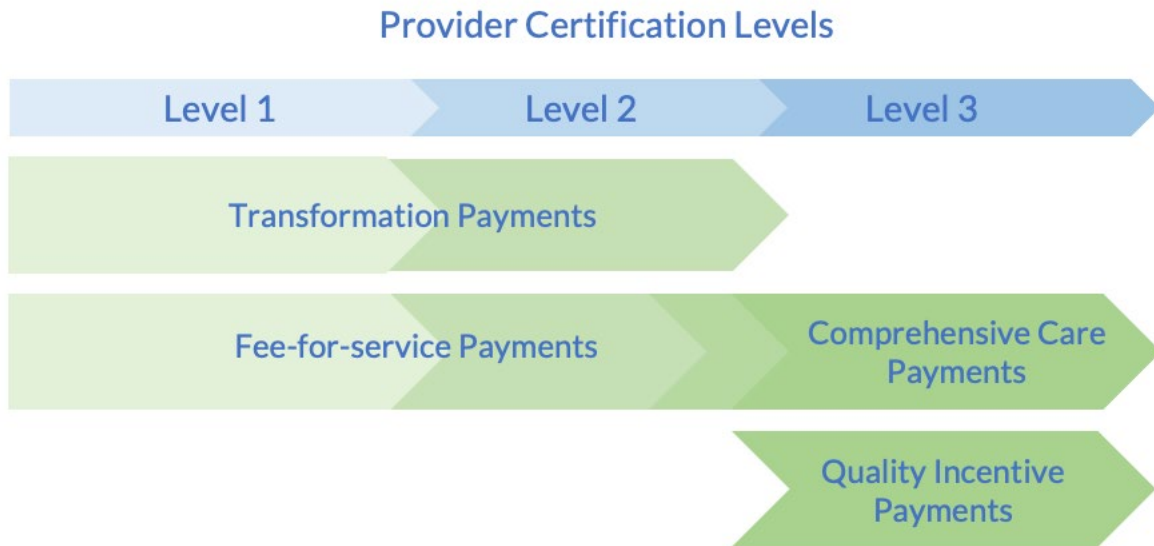 Provider Certification Levels
Level 1
Level 2
Level 3
Transformation Payments
Fee-for-service Payments
Comprehensive Care
Payments
Quality Incentive
Payments